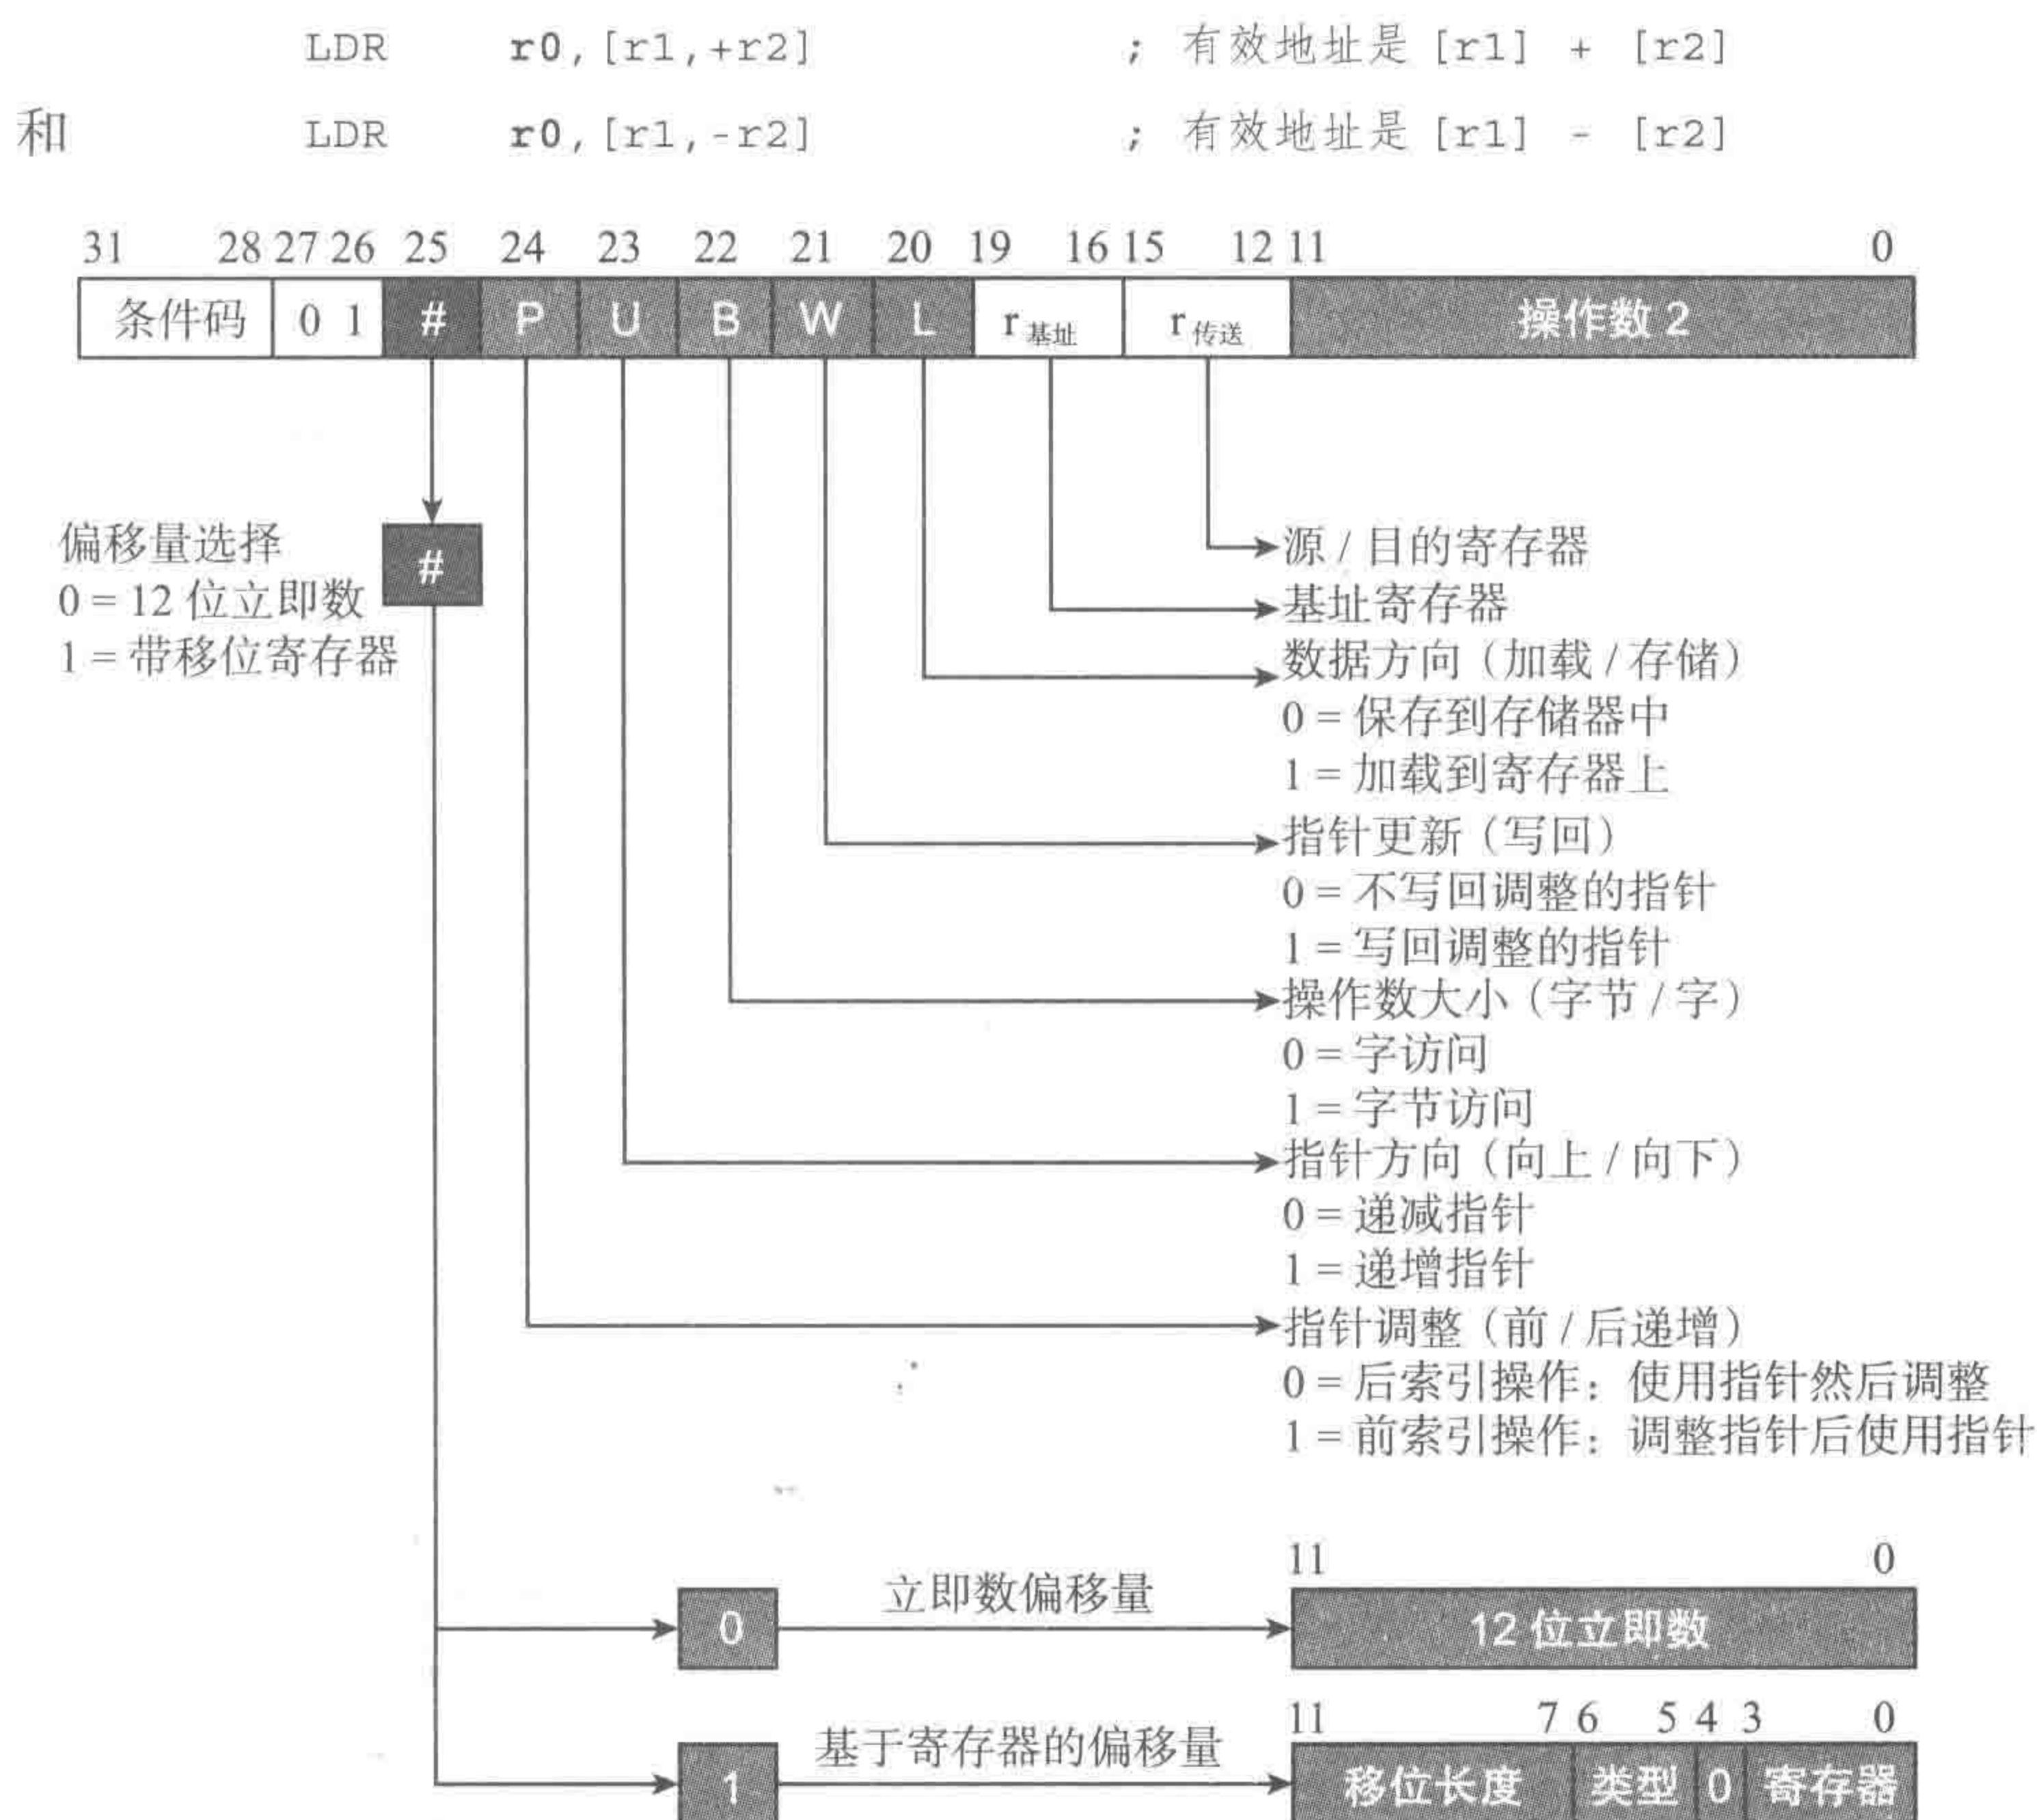 LDR r0,[r1,+r2] ; 有效地址是 [r1] + [r2]
和 LDR r0,[r1,-r2] ; 有效地址是 [r1] - [r2]
31 28 27 26 25 24 23 22 21 20 19 16 15 12 11 0
条件码 0 1 # P U B W L r基址 r传送 操作数 2
偏移量选择
0 = 12 位立即数
1 = 带移位寄存器
#
源 / 目的寄存器
基址寄存器
数据方向（加载 / 存储）
0 = 保存到存储器中
1 = 加载到寄存器上
指针更新（写回）
0 = 不写回调整的指针
1 = 写回调整的指针
操作数大小（字节 / 字）
0 = 字访问
1 = 字节访问
指针方向（向上 / 向下）
0 = 递减指针
1 = 递增指针
指针调整（前 / 后递增）
0 = 后索引操作：使用指针然后调整
1 = 前索引操作：调整指针后使用指针
11 0
0 立即数偏移量 12 位立即数
11 7 6 5 4 3 0
1 基于寄存器的偏移量 移位长度 类型 0 寄存器